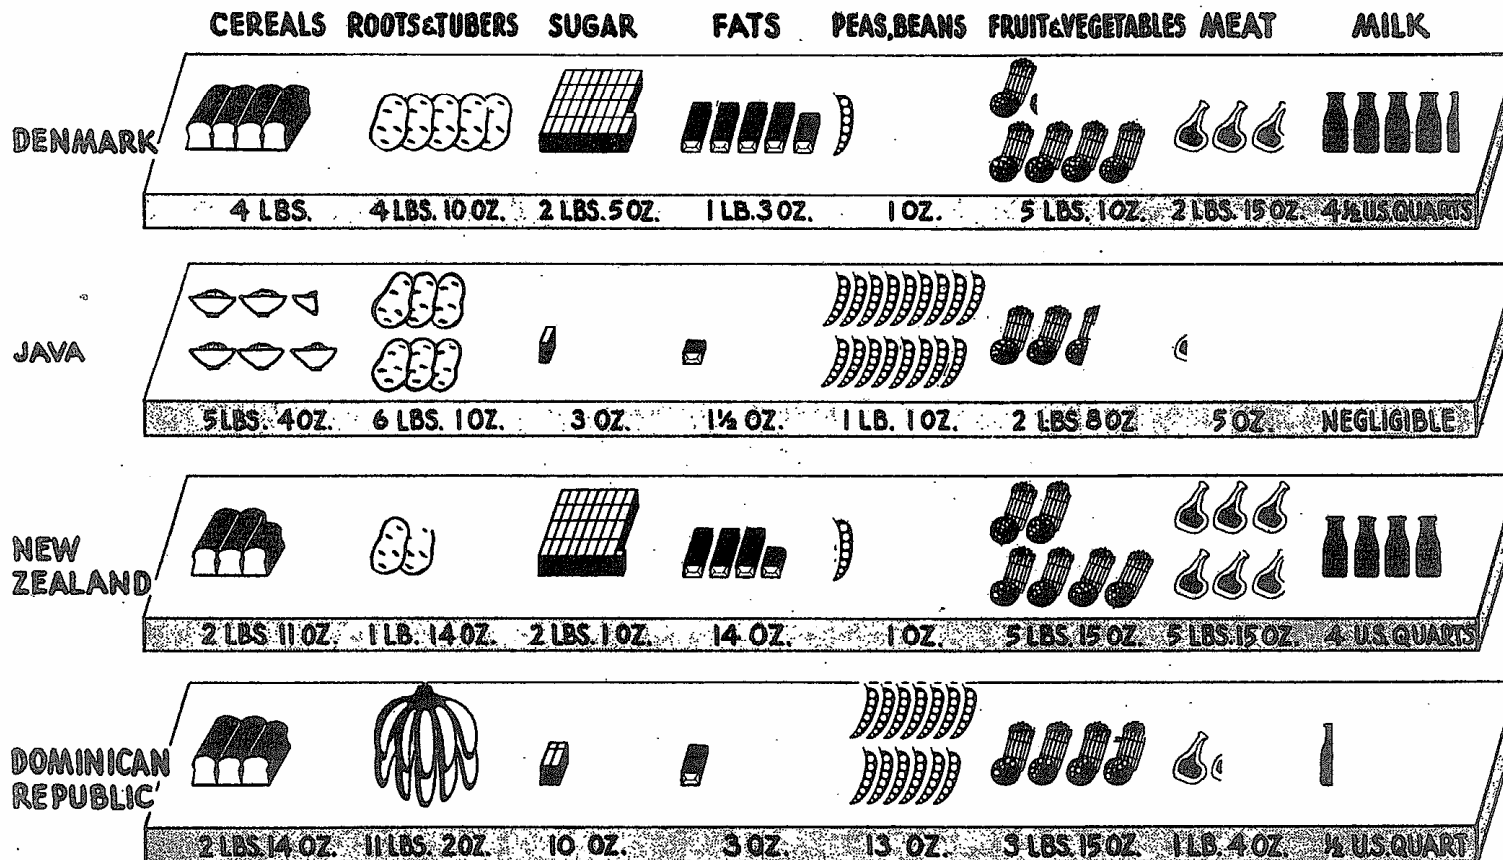 CEREALS ROOTS&TUBERS SUGAR FATS PEAS,BEANS FRUIT&VEGETABLES MEAT MILK
DENMARK
4 LBS. 4 LBS. 10 OZ. 2 LBS. 5 OZ. 1 LB. 3 OZ. 1 OZ. 5 LBS. 1 OZ. 2 LBS. 15 OZ. 4½ U.S. QUARTS
JAVA
5 LBS. 4 OZ. 6 LBS. 1 OZ. 3 OZ. 1½ OZ. 1 LB. 1 OZ. 2 LBS 8 OZ 5 OZ. NEGLIGIBLE
NEW
ZEALAND
2 LBS 11 OZ. 1 LB. 14 OZ. 2 LBS. 1 OZ. 14 OZ. 1 OZ. 5 LBS. 15 OZ. 5 LBS. 15 OZ. 4 U.S. QUARTS
DOMINICAN
REPUBLIC
2 LBS. 14 OZ. 11 LBS. 2 OZ. 10 OZ. 3 OZ. 13 OZ. 3 LBS. 15 OZ. 1 LB. 4 OZ. ½ U.S. QUART